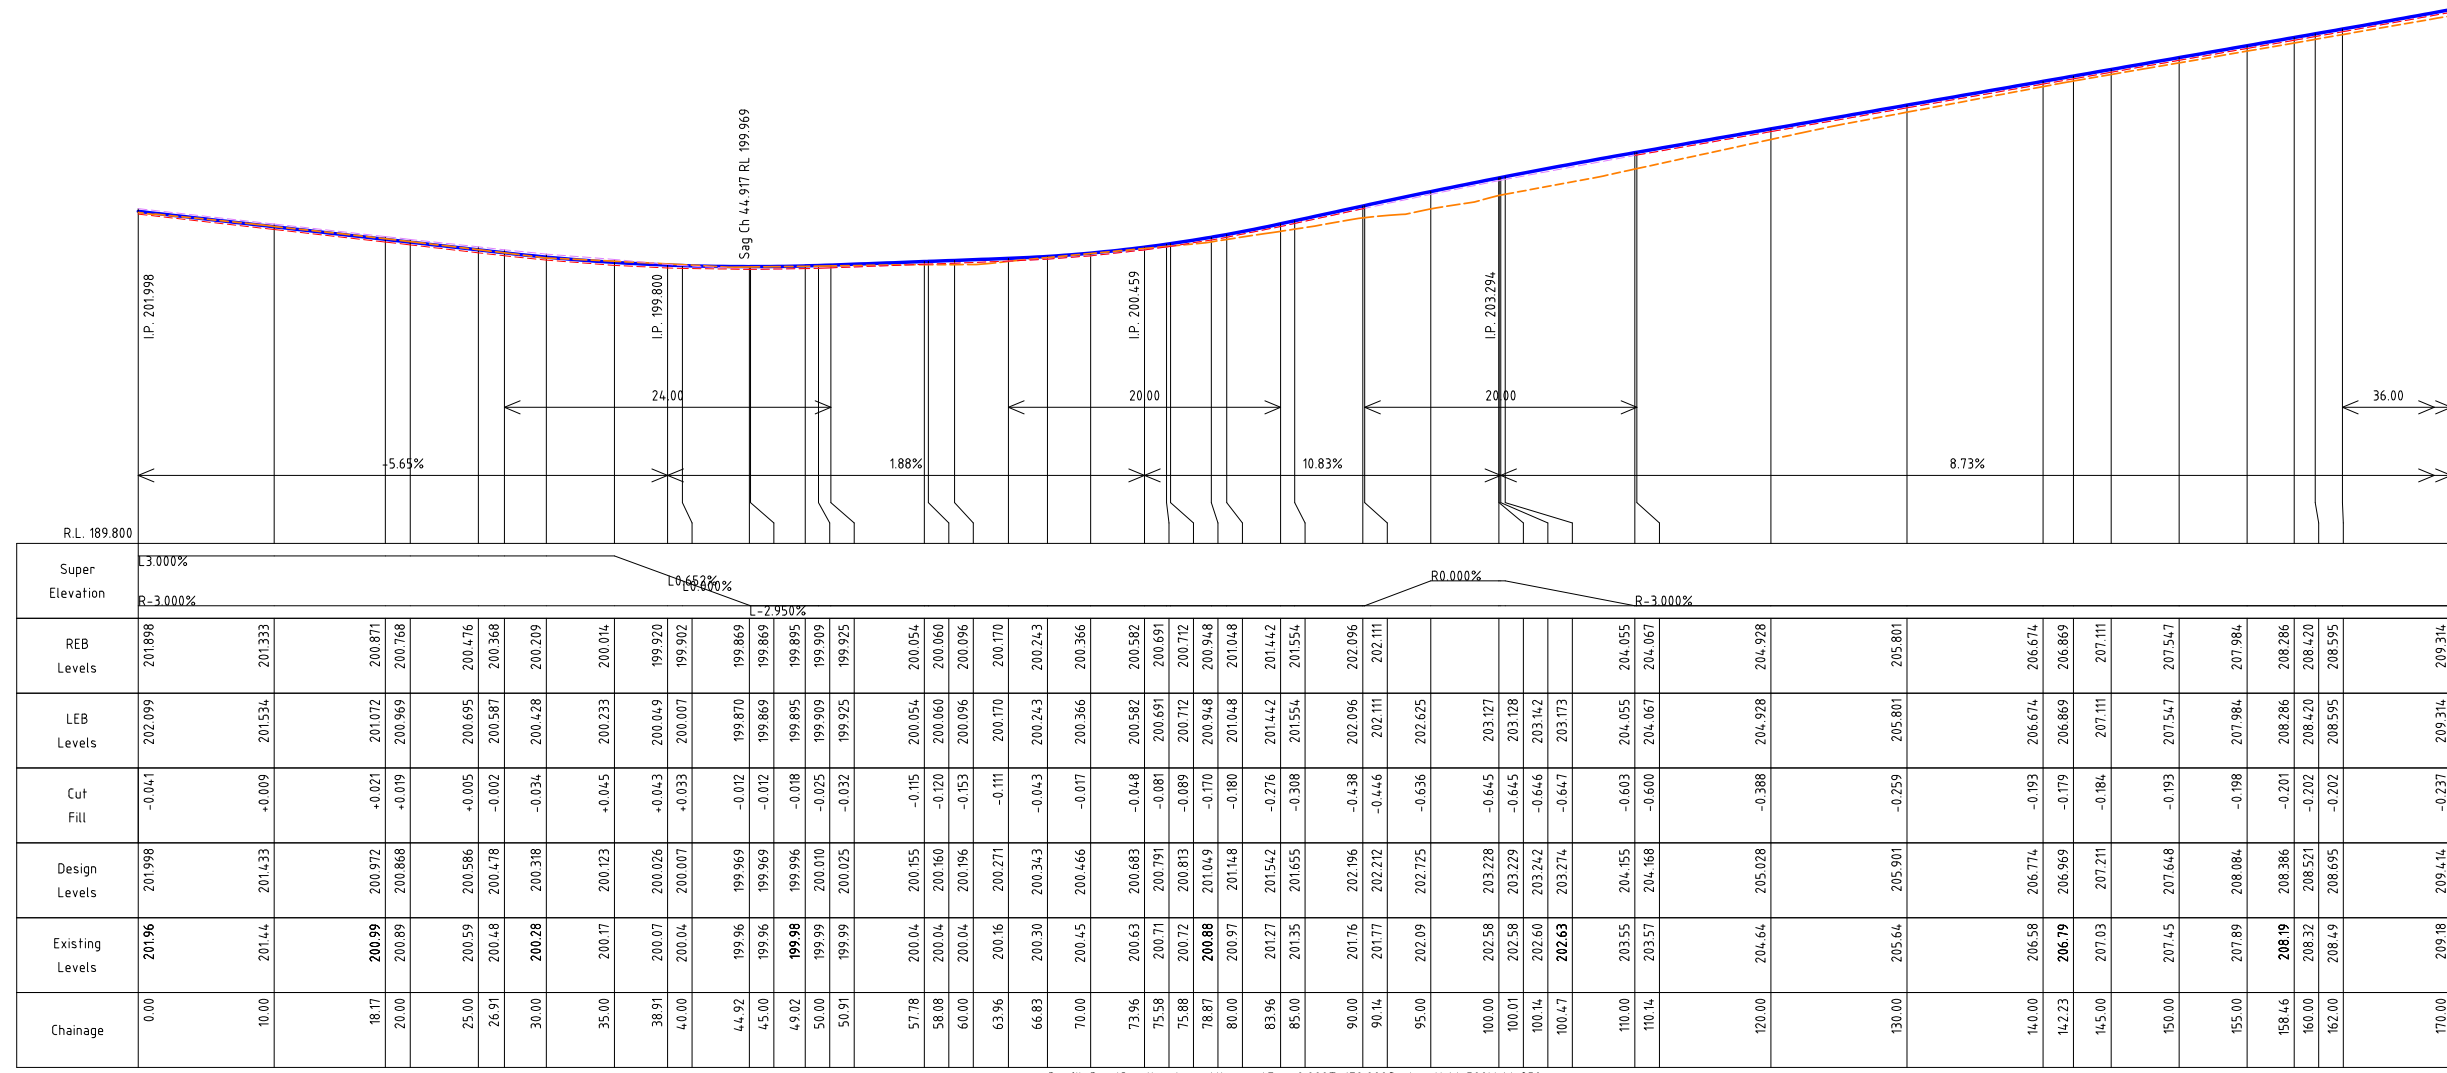 Sag Ch 44.917 RL 199.969
I.P. 201.998
I.P. 199.800
I.P. 200.459
I.P. 203.294
24.00
20.00
20.00
36.00
-5.65%
1.88%
10.83%
8.73%
R.L. 189.800
Super Elevation
L3.000%
R-3.000%
L0.652%
L0.000%
L-2.950%
R0.000%
R-3.000%
REB Levels 201.898 201.333 200.871 200.768 200.476 200.368 200.209 200.014 199.920 199.902 199.869 199.869 199.895 199.909 199.925 200.054 200.060 200.096 200.170 200.243 200.366 200.582 200.691 200.712 200.948 201.048 201.442 201.554 202.096 202.111 204.055 204.067 204.928 205.801 206.674 206.869 207.111 207.547 207.984 208.286 208.420 208.595 209.314
LEB Levels 202.099 201.534 201.072 200.969 200.695 200.587 200.428 200.233 200.049 200.007 199.870 199.869 199.895 199.909 199.925 200.054 200.060 200.096 200.170 200.243 200.366 200.582 200.691 200.712 200.948 201.048 201.442 201.554 202.096 202.111 202.625 203.127 203.128 203.142 203.173 204.055 204.067 204.928 205.801 206.674 206.869 207.111 207.547 207.984 208.286 208.420 208.595 209.314
Cut Fill -0.041 +0.009 +0.021 +0.019 +0.005 -0.002 -0.034 +0.045 +0.043 +0.033 -0.012 -0.012 -0.018 -0.025 -0.032 -0.115 -0.120 -0.153 -0.111 -0.043 -0.017 -0.048 -0.081 -0.089 -0.170 -0.180 -0.276 -0.308 -0.438 -0.446 -0.636 -0.645 -0.645 -0.646 -0.647 -0.603 -0.600 -0.388 -0.259 -0.193 -0.179 -0.184 -0.193 -0.198 -0.201 -0.202 -0.202 -0.237
Design Levels 201.998 201.433 200.972 200.868 200.586 200.478 200.318 200.123 200.026 200.007 199.969 199.969 199.996 200.010 200.025 200.155 200.160 200.196 200.271 200.343 200.466 200.683 200.791 200.813 201.049 201.148 201.542 201.655 202.196 202.212 202.725 203.228 203.229 203.242 203.274 204.155 204.168 205.028 205.901 206.774 206.969 207.211 207.648 208.084 208.386 208.521 208.695 209.414
Existing Levels 201.96 201.44 200.99 200.89 200.59 200.48 200.28 200.17 200.07 200.04 199.96 199.96 199.98 199.99 199.99 200.04 200.04 200.04 200.16 200.30 200.45 200.63 200.71 200.72 200.88 200.97 201.27 201.35 201.76 201.77 202.09 202.58 202.58 202.60 202.63 203.55 203.57 204.64 205.64 206.58 206.79 207.03 207.45 207.89 208.19 208.32 208.49 209.18
Chainage 0.00 10.00 18.17 20.00 25.00 26.91 30.00 35.00 38.91 40.00 44.92 45.00 49.02 50.00 50.91 57.78 58.08 60.00 63.96 66.83 70.00 73.96 75.58 75.88 78.87 80.00 83.96 85.00 90.00 90.14 95.00 100.00 100.01 100.14 100.47 110.00 110.14 120.00 130.00 140.00 142.23 145.00 150.00 155.00 158.46 160.00 162.00 170.00